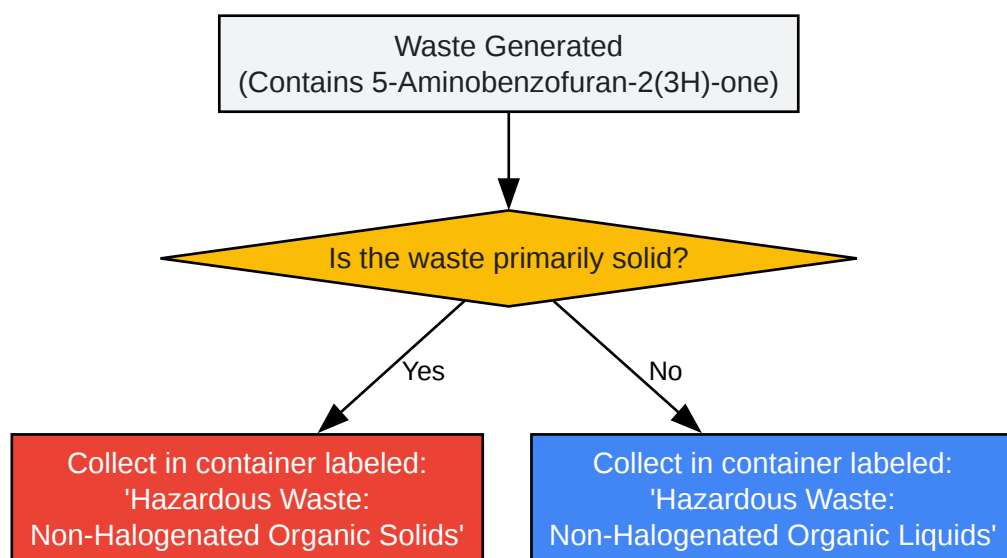 Waste Generated
(Contains 5-Aminobenzofuran-2(3H)-one)
Is the waste primarily solid?
Yes
No
Collect in container labeled:
'Hazardous Waste:
Non-Halogenated Organic Solids'
Collect in container labeled:
'Hazardous Waste:
Non-Halogenated Organic Liquids'